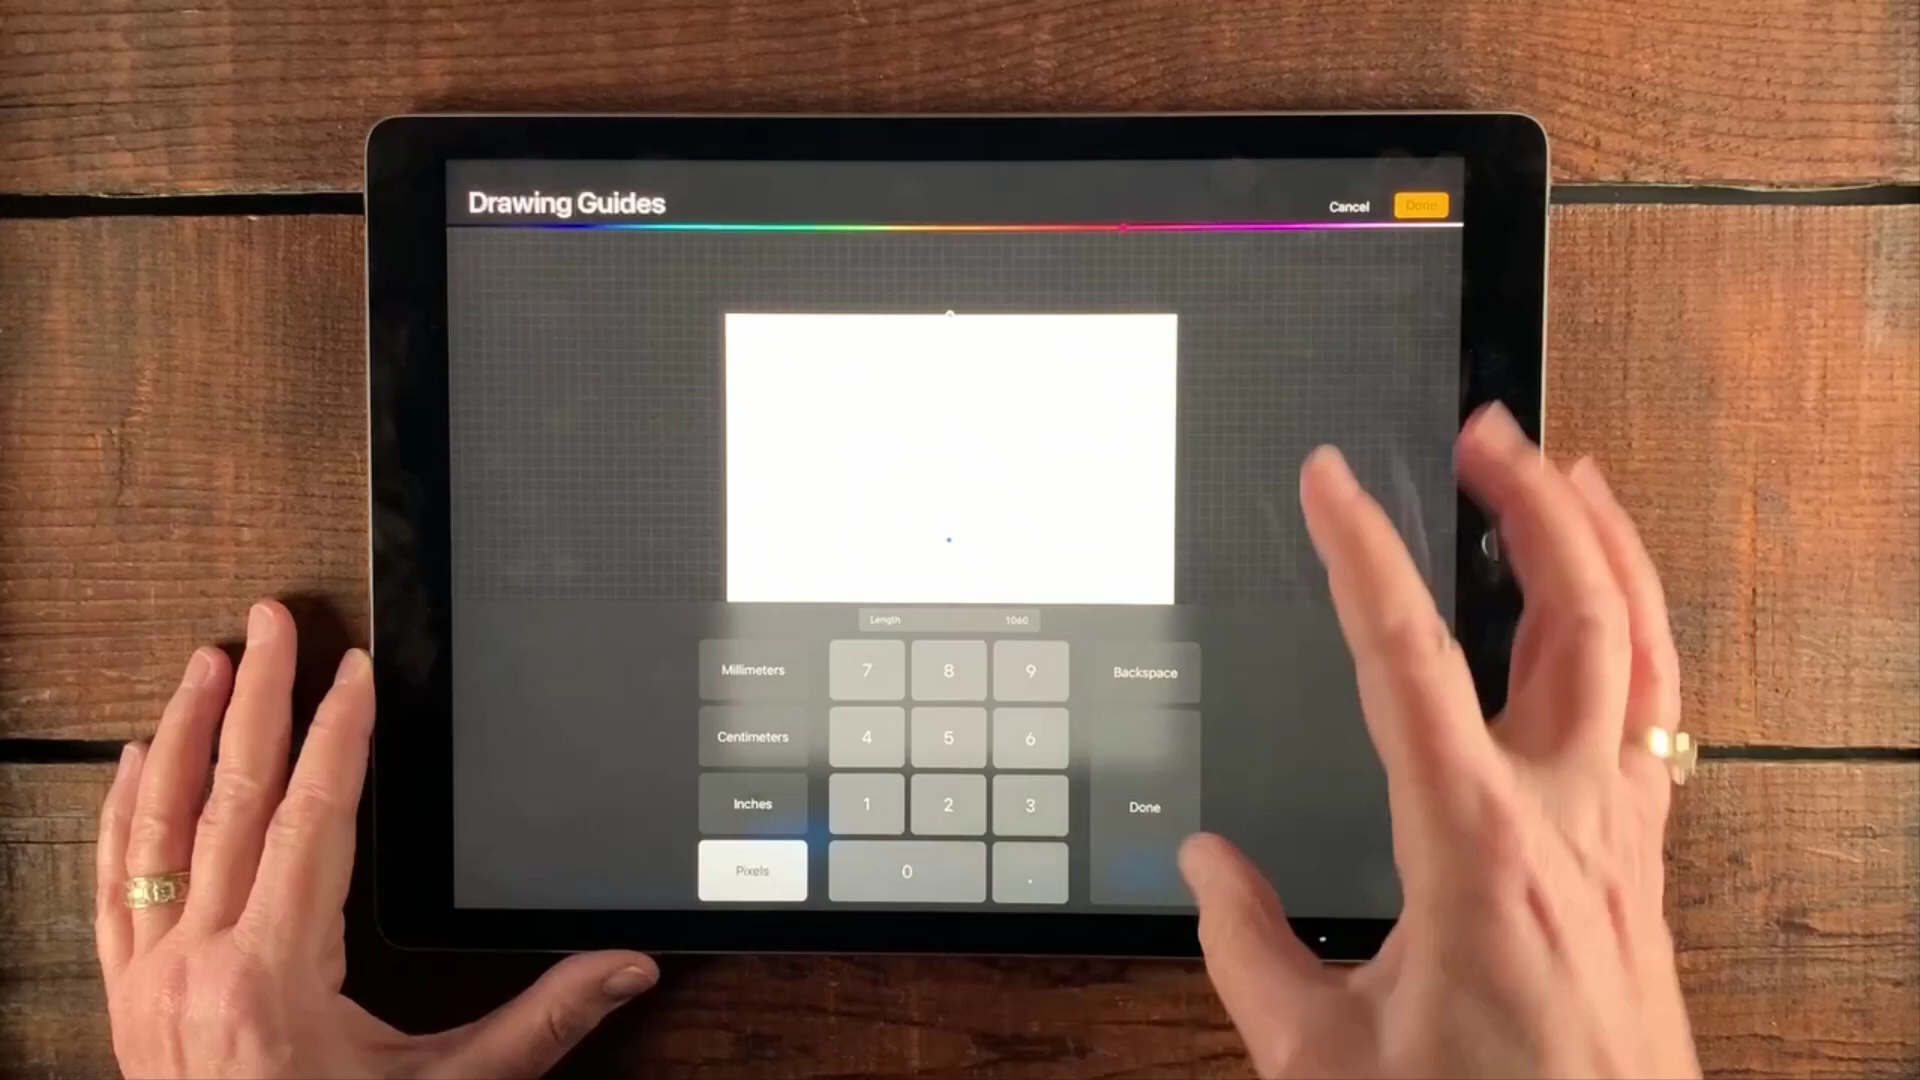 Drawing Guides
Cancel Done
Length 1060
Millimeters 7 8 9 Backspace
Centimeters 4 5 6
Inches 1 2 3 Done
Pixels 0 .